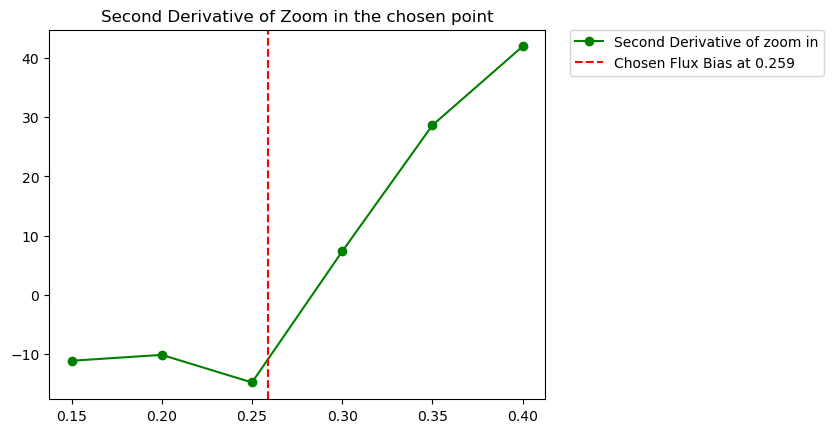 Second Derivative of Zoom in the chosen point
Second Derivative of zoom in
Chosen Flux Bias at 0.259
40
30
20
10
0
−10
0.15 0.20 0.25 0.30 0.35 0.40